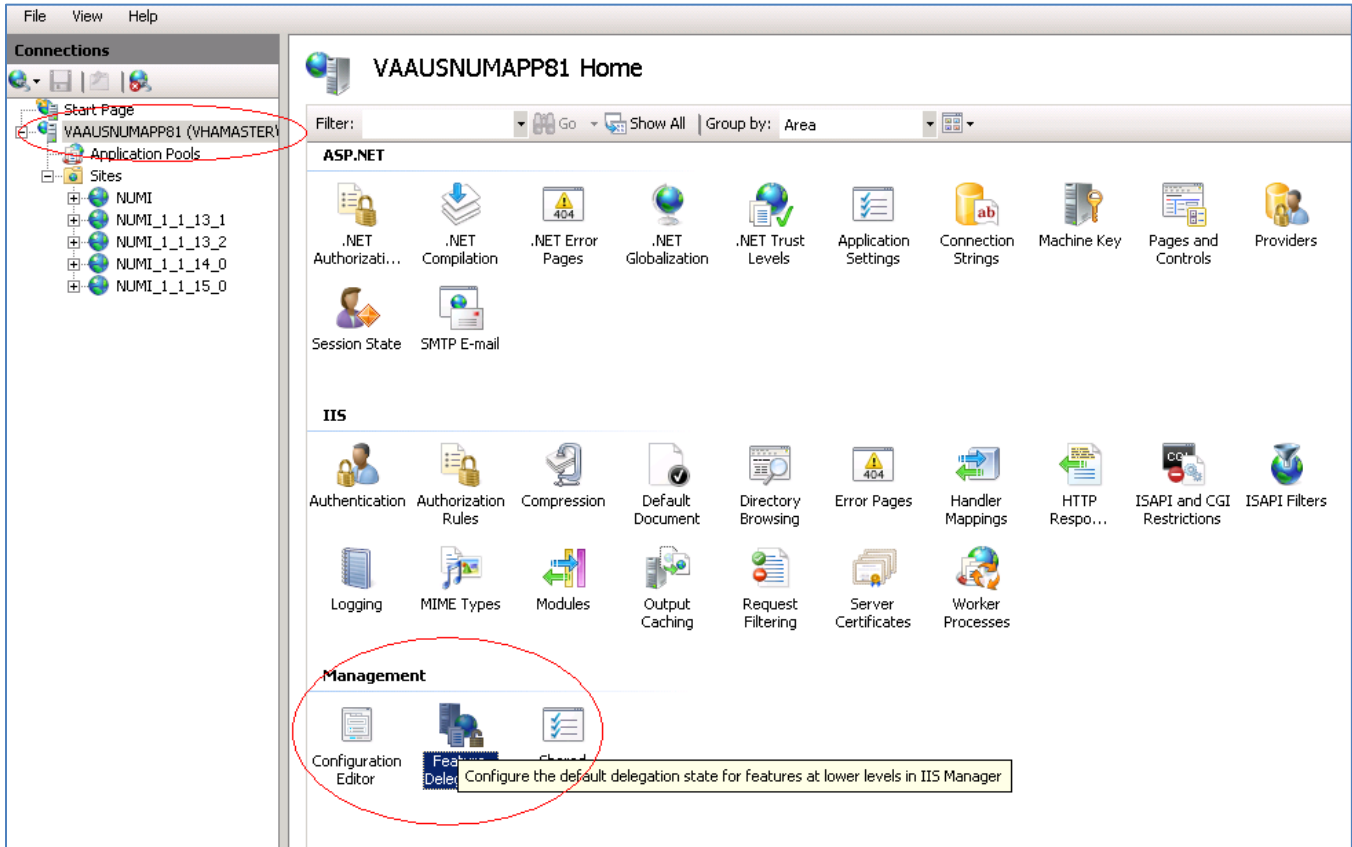 File View Help
Connections
VAAUSNUMAPP81 Home
Start Page
VAAUSNUMAPP81 (VHAMASTER\
Application Pools
Sites
NUMI
NUMI_1_1_13_1
NUMI_1_1_13_2
NUMI_1_1_14_0
NUMI_1_1_15_0
Filter: Go Show All Group by: Area
ASP.NET
.NET Authorizati...
.NET Compilation
.NET Error Pages
.NET Globalization
.NET Trust Levels
Application Settings
Connection Strings
Machine Key
Pages and Controls
Providers
Session State
SMTP E-mail
IIS
Authentication
Authorization Rules
Compression
Default Document
Directory Browsing
Error Pages
Handler Mappings
HTTP Respo...
ISAPI and CGI Restrictions
ISAPI Filters
Logging
MIME Types
Modules
Output Caching
Request Filtering
Server Certificates
Worker Processes
Management
Configuration Editor
Feature
Shared
Configure the default delegation state for features at lower levels in IIS Manager